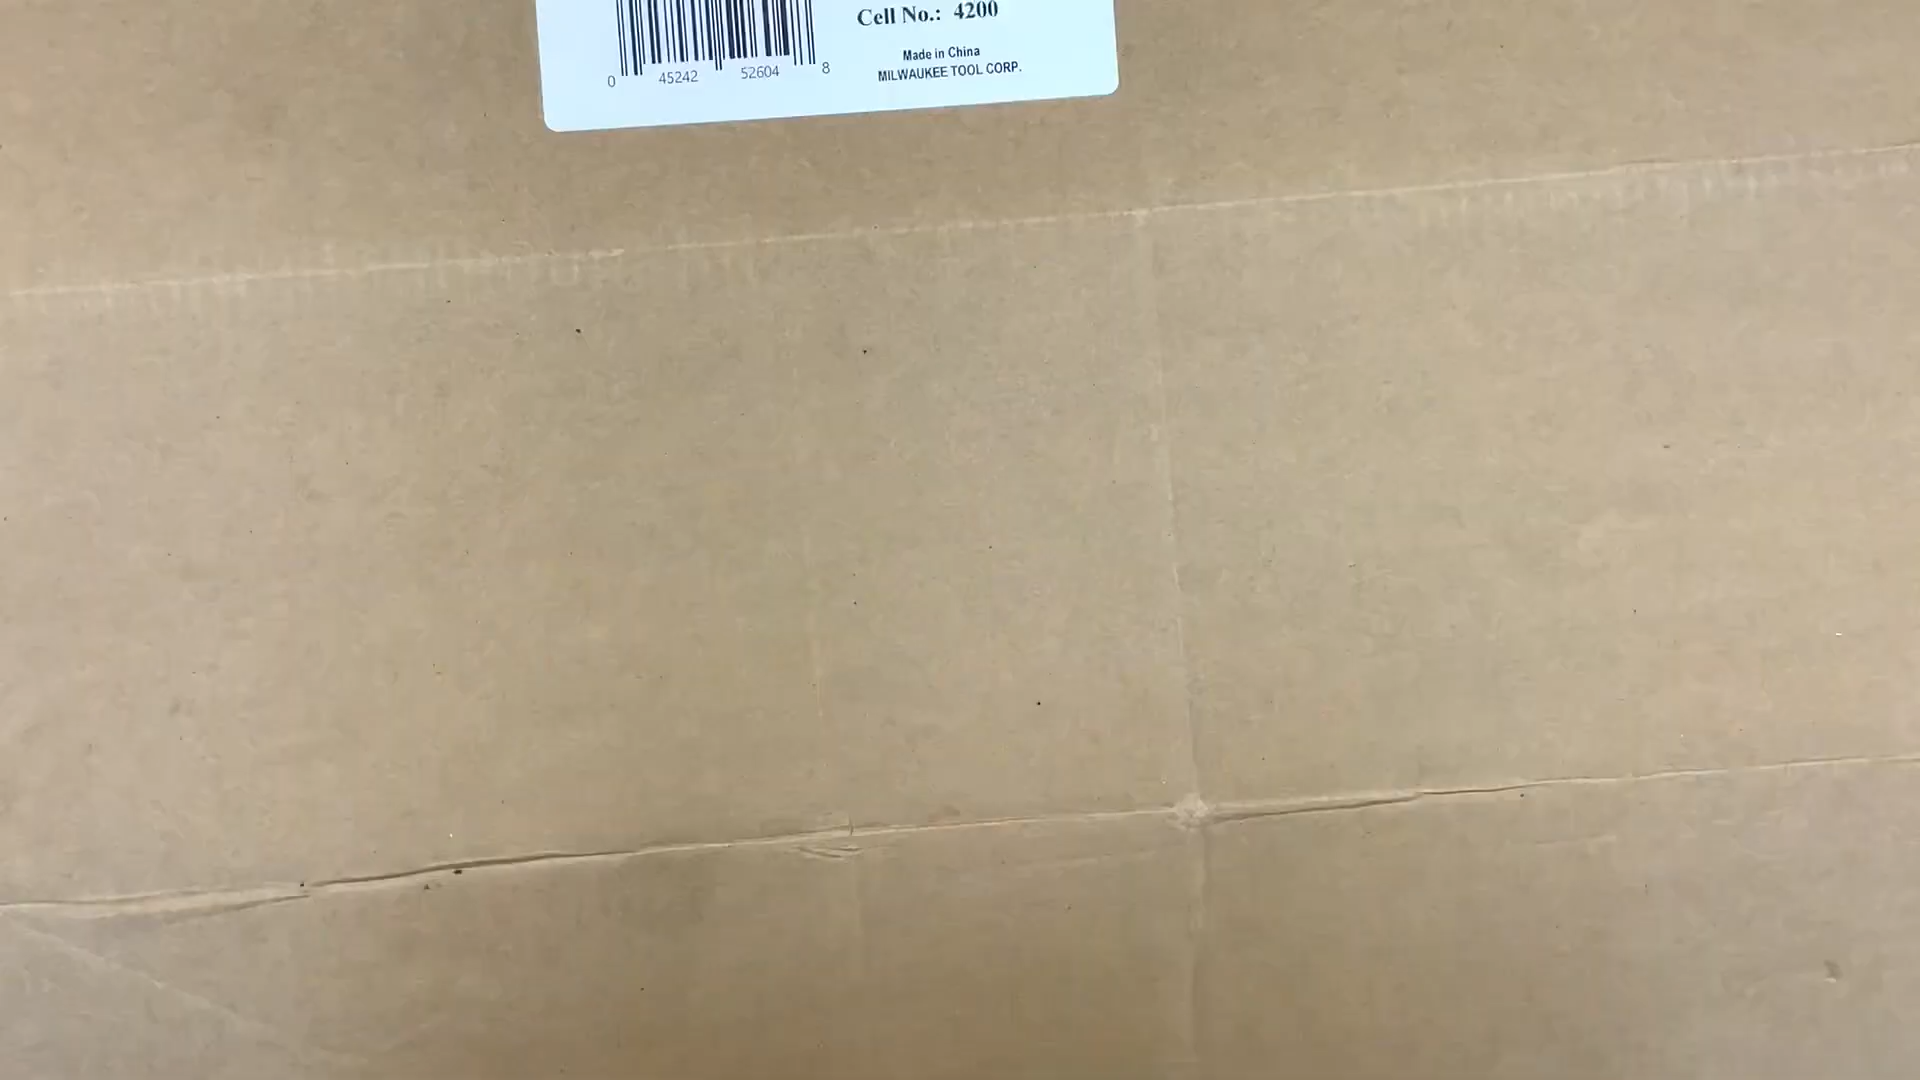 Cell No.: 4200
Made in China
MILWAUKEE TOOL CORP.
0 45242 52604 8